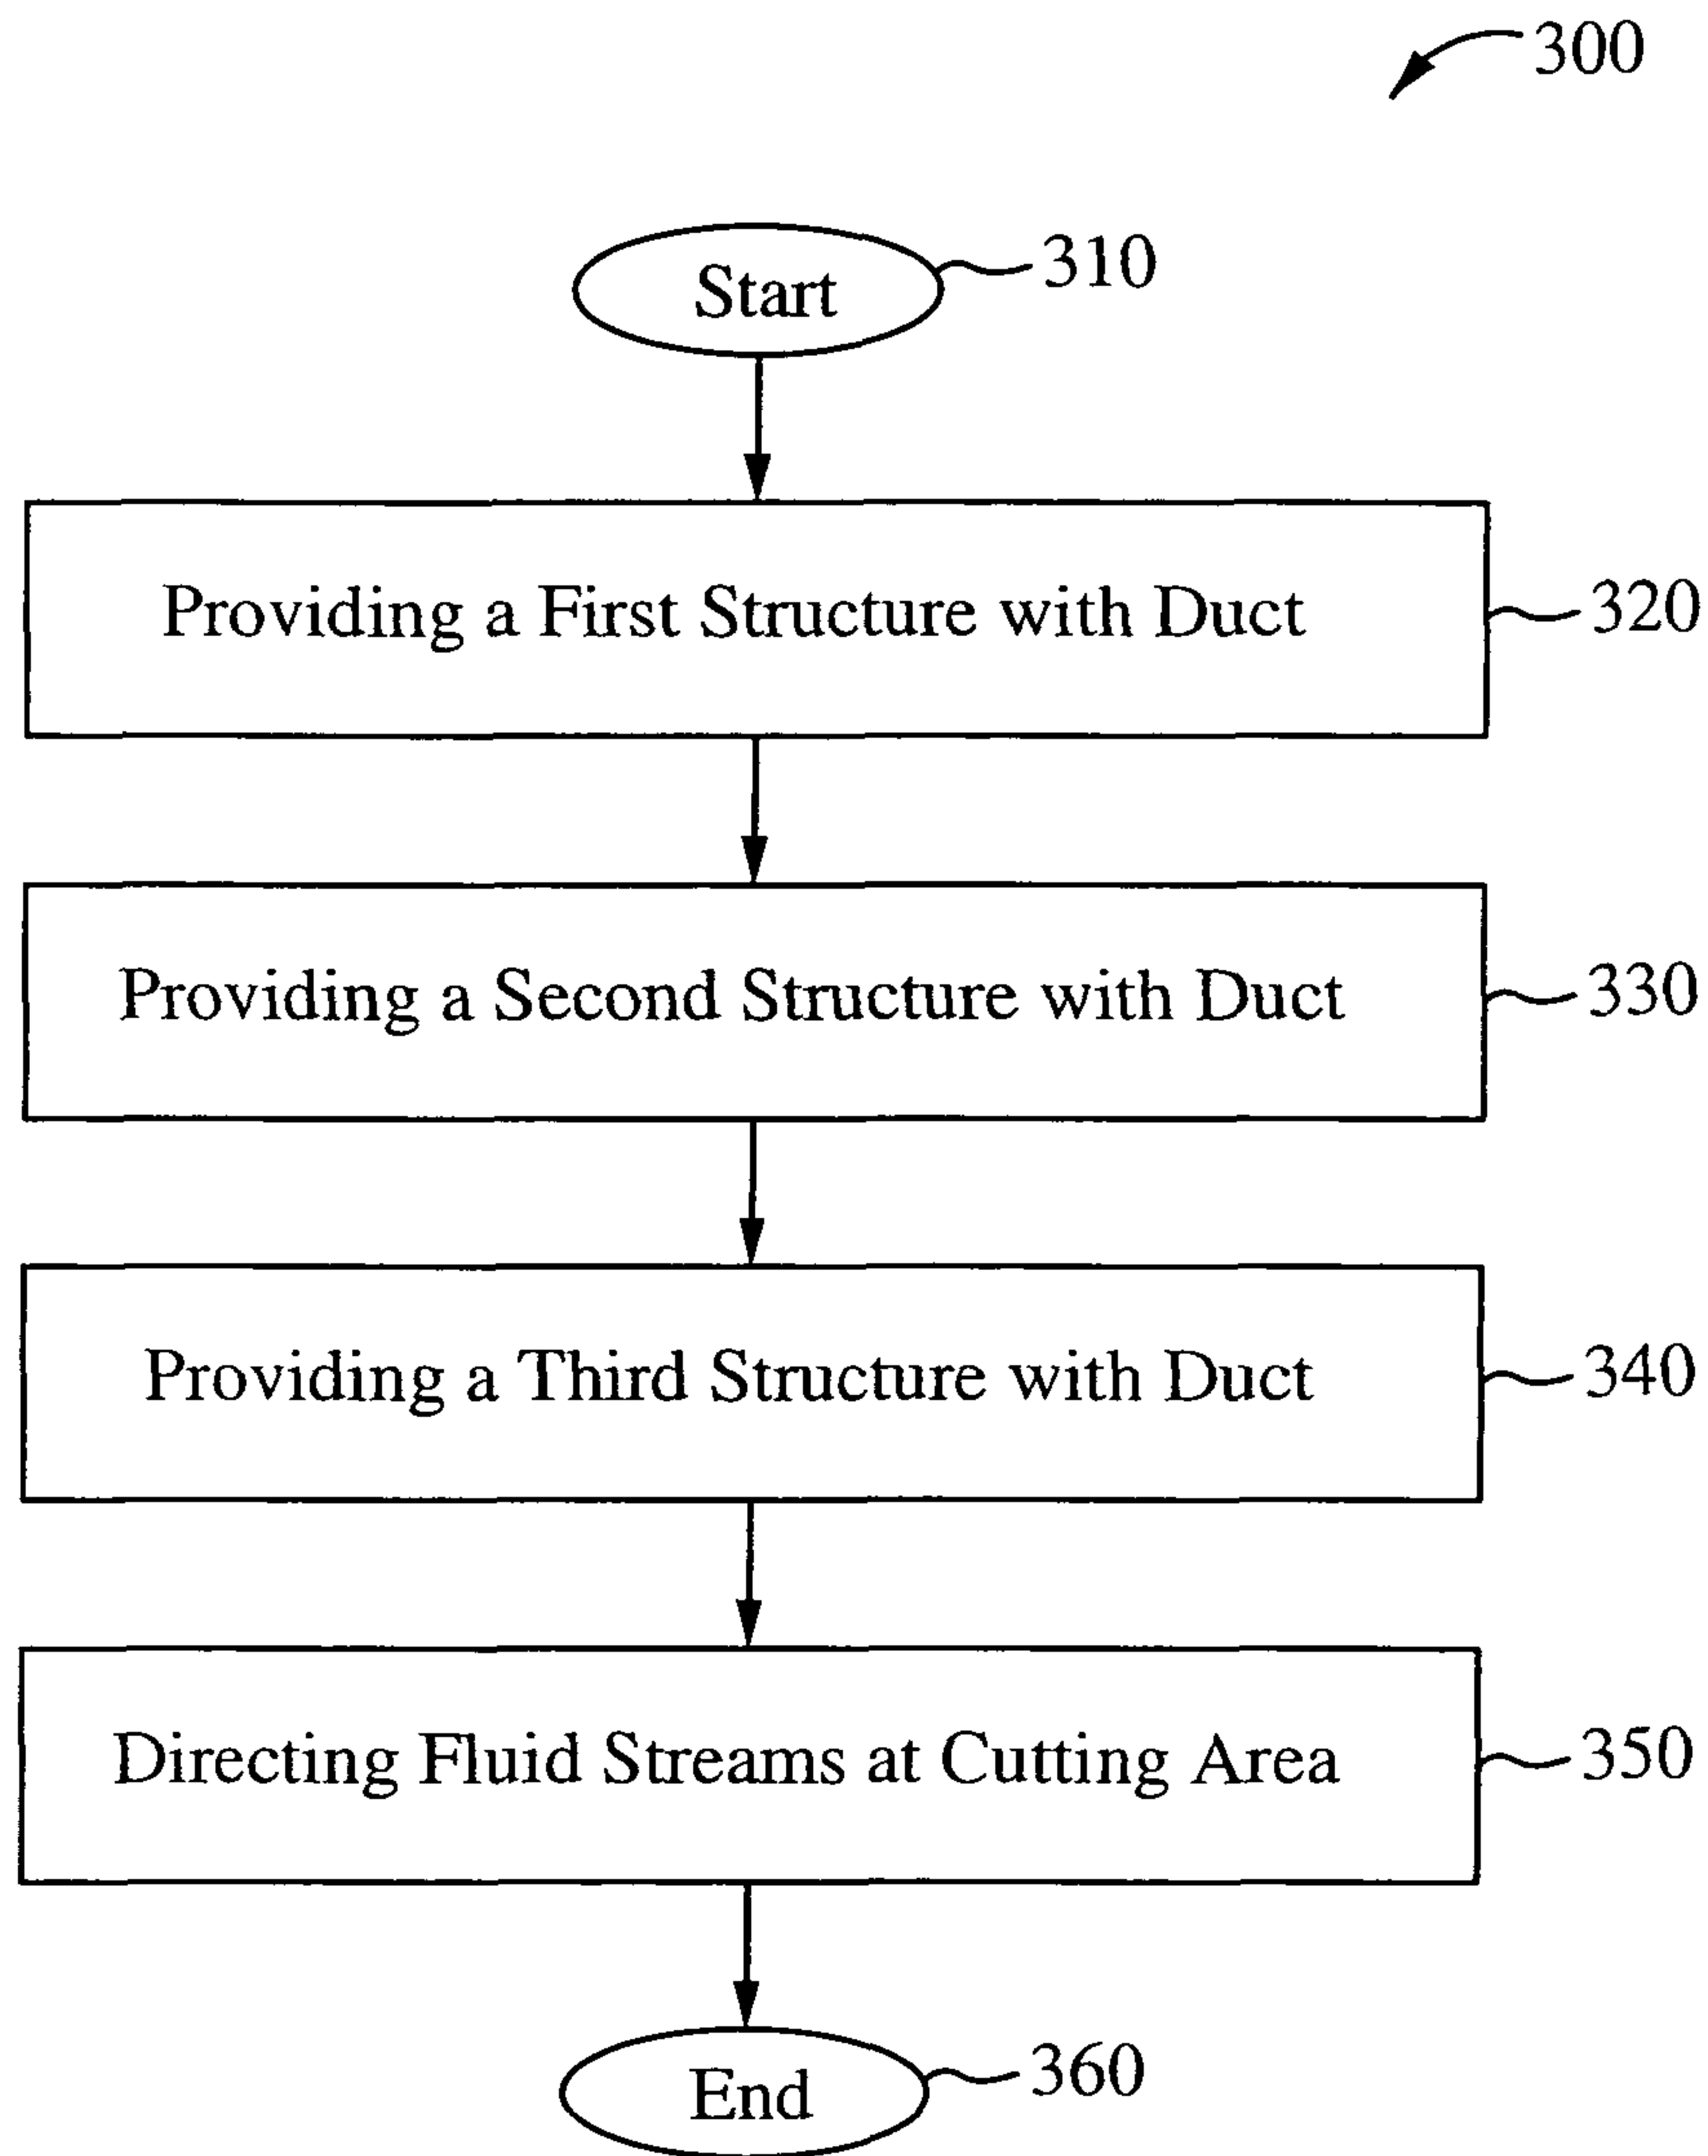 300
Start
310
Providing a First Structure with Duct
320
Providing a Second Structure with Duct
330
Providing a Third Structure with Duct
340
Directing Fluid Streams at Cutting Area
350
End
360